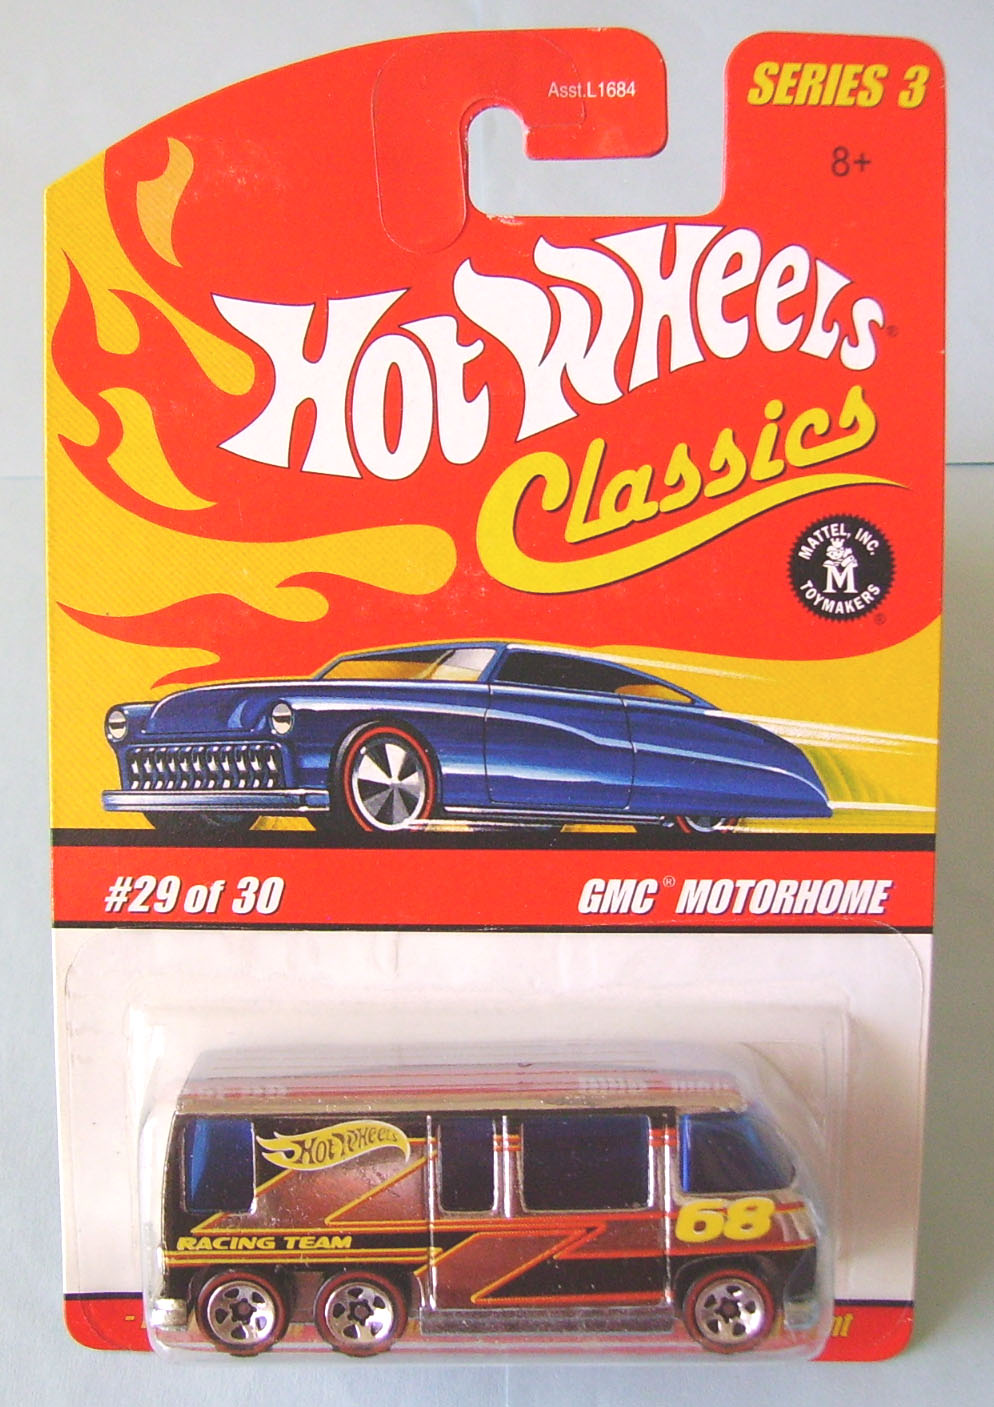 Asst.L1684
SERIES 3
8+
HOT WHEELS®
Classics
MATTEL, INC.
M
TOYMAKERS
®
#29 of 30
GMC® MOTORHOME
HOT WHEELS
68
RACING TEAM